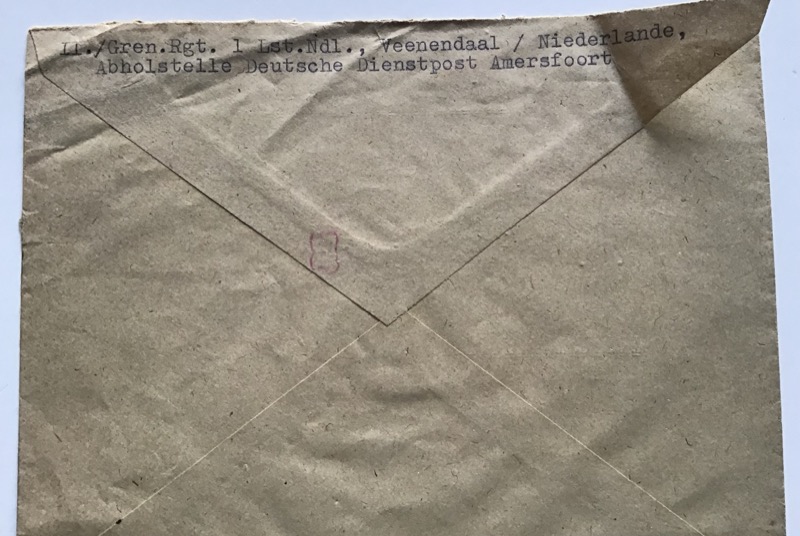 II./Gren.Rgt. 1 Lst.Ndl., Veenendaal / Niederlande,
Abholstelle Deutsche Dienstpost Amersfoort